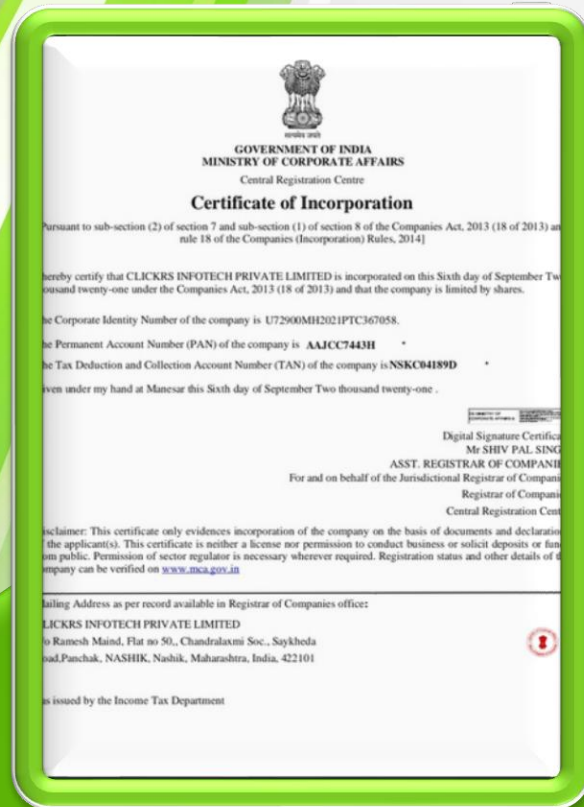 सत्यमेव जयते
GOVERNMENT OF INDIA
MINISTRY OF CORPORATE AFFAIRS
Central Registration Centre
Certificate of Incorporation
Pursuant to sub-section (2) of section 7 and sub-section (1) of section 8 of the Companies Act, 2013 (18 of 2013) an
rule 18 of the Companies (Incorporation) Rules, 2014]
hereby certify that CLICKRS INFOTECH PRIVATE LIMITED is incorporated on this Sixth day of September Tw
ousand twenty-one under the Companies Act, 2013 (18 of 2013) and that the company is limited by shares.
he Corporate Identity Number of the company is U72900MH2021PTC367058.
he Permanent Account Number (PAN) of the company is AAJCC7443H *
he Tax Deduction and Collection Account Number (TAN) of the company is NSKC04189D *
iven under my hand at Manesar this Sixth day of September Two thousand twenty-one .
Digital Signature Certifica
Mr SHIV PAL SING
ASST. REGISTRAR OF COMPANI
For and on behalf of the Jurisdictional Registrar of Compani
Registrar of Compani
Central Registration Cent
isclaimer: This certificate only evidences incorporation of the company on the basis of documents and declaratio
f the applicant(s). This certificate is neither a license nor permission to conduct business or solicit deposits or fun
om public. Permission of sector regulator is necessary wherever required. Registration status and other details of t
ompany can be verified on www.mca.gov.in
ailing Address as per record available in Registrar of Companies office:
LICKRS INFOTECH PRIVATE LIMITED
/o Ramesh Maind, Flat no 50,, Chandralaxmi Soc., Saykheda
oad,Panchak, NASHIK, Nashik, Maharashtra, India, 422101
as issued by the Income Tax Department